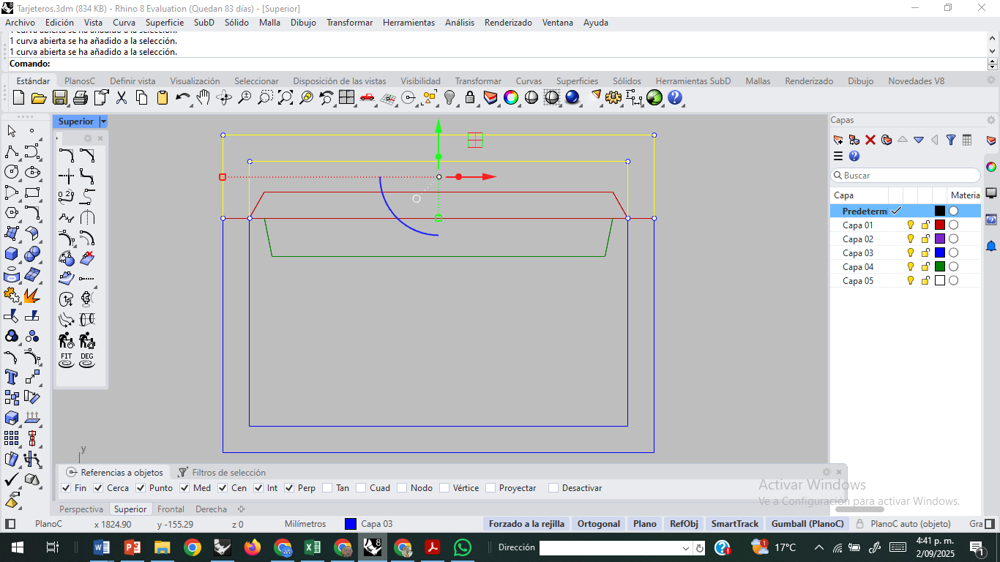 Tarjeteros.3dm (834 KB) - Rhino 8 Evaluation (Quedan 83 días) - [Superior]
Archivo Edición Vista Curva Superficie SubD Sólido Malla Dibujo Transformar Herramientas Análisis Renderizado Ventana Ayuda
1 curva abierta se ha añadido a la selección.
1 curva abierta se ha añadido a la selección.
1 curva abierta se ha añadido a la selección.
Comando:
Estándar PlanosC Definir vista Visualización Seleccionar Disposición de las vistas Visibilidad Transformar Curvas Superficies Sólidos Herramientas SubD Mallas Renderizado Dibujo Novedades V8
Superior
Capas
Buscar
Capa Materia
Predetermi
Capa 01
Capa 02
Capa 03
Capa 04
Capa 05
FIT DEG
y
Referencias a objetos Filtros de selección
Fin Cerca Punto Med Cen Int Perp Tan Cuad Nodo Vértice Proyectar Desactivar
Activar Windows
Ve a Configuración para activar Windows.
Perspectiva Superior Frontal Derecha
PlanoC x 1824.90 y -155.29 z 0 Milímetros Capa 03 Forzado a la rejilla Ortogonal Plano RefObj SmartTrack Gumball (PlanoC) PlanoC auto (objeto) Gra
Dirección 17°C 4:41 p. m.
2/09/2025